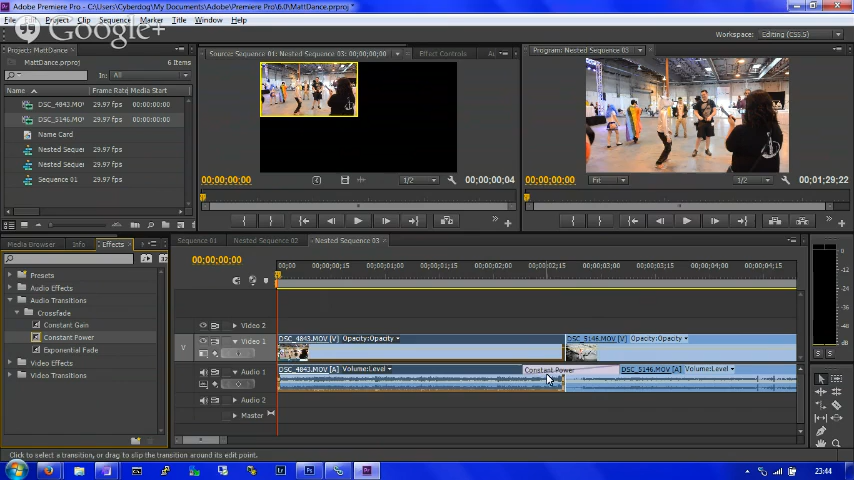 Adobe Premiere Pro - C:\Users\Cyberdog\My Documents\Adobe\Premiere Pro\6.0\MattDance.prproj *
File Edit Project Clip Sequence Marker Title Window Help
Google+
Workspace: Editing (CS5.5)
Project: MattDance
MattDance.prproj
6 Items
In: All
Name
Frame Rate
Media Start
DSC_4843.MOV
29.97 fps
00:00:00:00
DSC_5146.MOV
29.97 fps
00:00:00:00
Name Card
Nested Sequer
29.97 fps
Nested Sequer
29.97 fps
Sequence 01
29.97 fps
Source: Sequence 01: Nested Sequence 03: 00;00;00;00
Effect Controls
00;00;00;00
1/2
00;00;00;04
Program: Nested Sequence 03
00;00;00;00
Fit
1/2
00;01;29;22
Media Browser
Info
Effects
Presets
Audio Effects
Audio Transitions
Crossfade
Constant Gain
Constant Power
Exponential Fade
Video Effects
Video Transitions
Sequence 01
Nested Sequence 02
Nested Sequence 03
00;00;00;00
00;00
00;00;00;15
00;00;01;00
00;00;01;15
00;00;02;00
00;00;02;15
00;00;03;00
00;00;03;15
00;00;04;00
00;00;04;15
Video 2
V
Video 1
DSC_4843.MOV [V] Opacity:Opacity
DSC_5146.MOV [V] Opacity:Opacity
Audio 1
DSC_4843.MOV [A] Volume:Level
Constant Power
DSC_5146.MOV [A] Volume:Level
Audio 2
Master
0
S
S
Click to select a transition, or drag to slip the transition around its edit point.
23:44